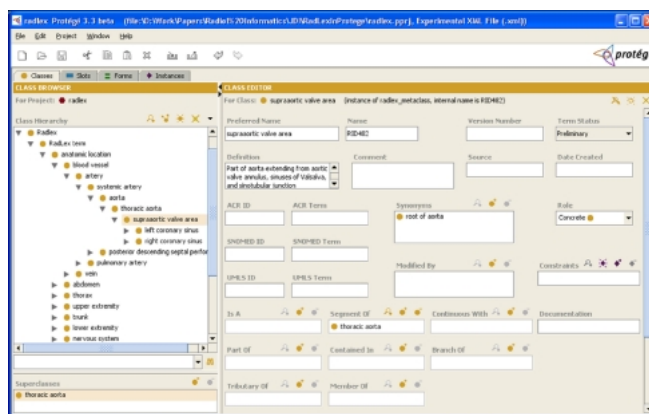 radlex Protégé 3.3 beta (file:\D:\Work\Papers\Radiol%20Informatics\JDI\RadLexInProtege\radlex.pprj, Experimental XML File (.xml))
File Edit Project Window Help
protégé
Classes Slots Forms Instances
CLASS BROWSER
For Project: radlex
Class Hierarchy
Radlex
RadLex term
anatomic location
blood vessel
artery
systemic artery
aorta
thoracic aorta
supraaortic valve area
left coronary sinus
right coronary sinus
posterior descending septal perfor
pulmonary artery
vein
abdomen
thorax
upper extremity
trunk
lower extremity
nervous system
Superclasses
thoracic aorta
CLASS EDITOR
For Class: supraaortic valve area (instance of radlex_metaclass, internal name is RID482)
Preferred Name Name Version Number Term Status
supraaortic valve area RID482 Preliminary
Definition Comment Source Date Created
Part of aorta extending from aortic
valve annulus, sinuses of Valsalva,
and sinotubular junction
ACR ID ACR Term Synonyms Role
root of aorta Concrete
SNOMED ID SNOMED Term
Modified By Constraints
UMLS ID UMLS Term
Is A Segment Of Continuous With Documentation
thoracic aorta
Part Of Contained In Branch Of
Tributary Of Member Of